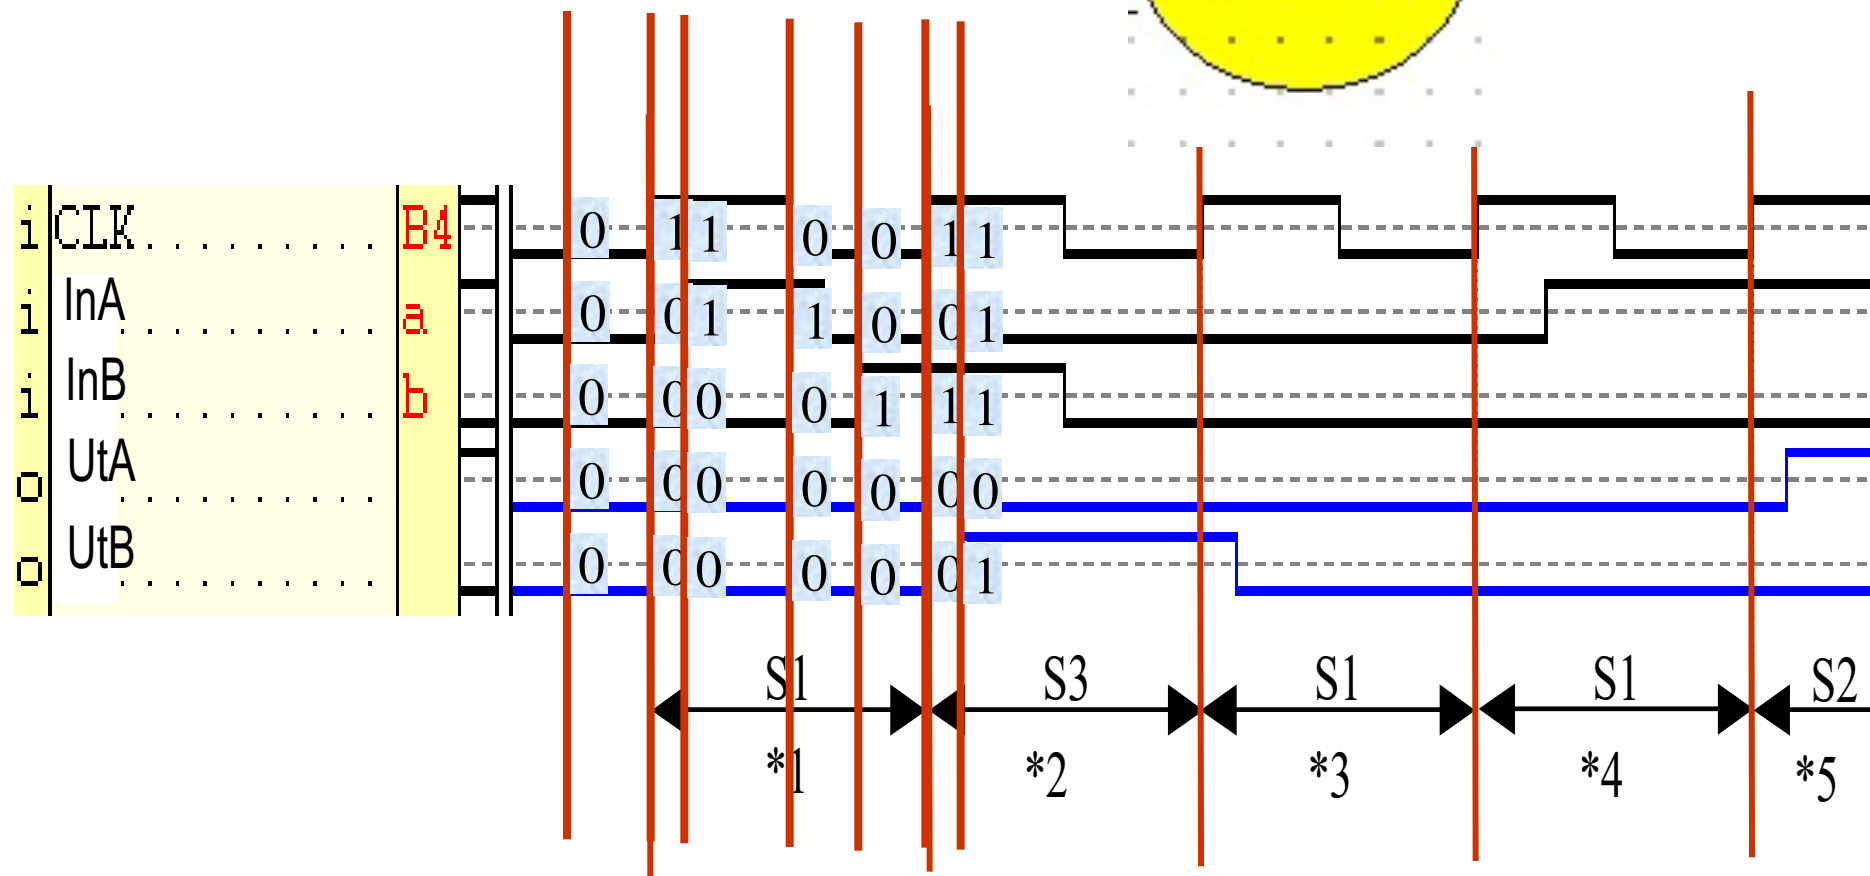 i CLK.......... B4 0 1 1 0 0 1 1
i InA .......... a 0 0 1 1 0 0 1
i InB .......... b 0 0 0 0 1 1 1
o UtA .......... 0 0 0 0 0 0 0
o UtB .......... 0 0 0 0 0 0 1
S1 S3 S1 S1 S2
*1 *2 *3 *4 *5